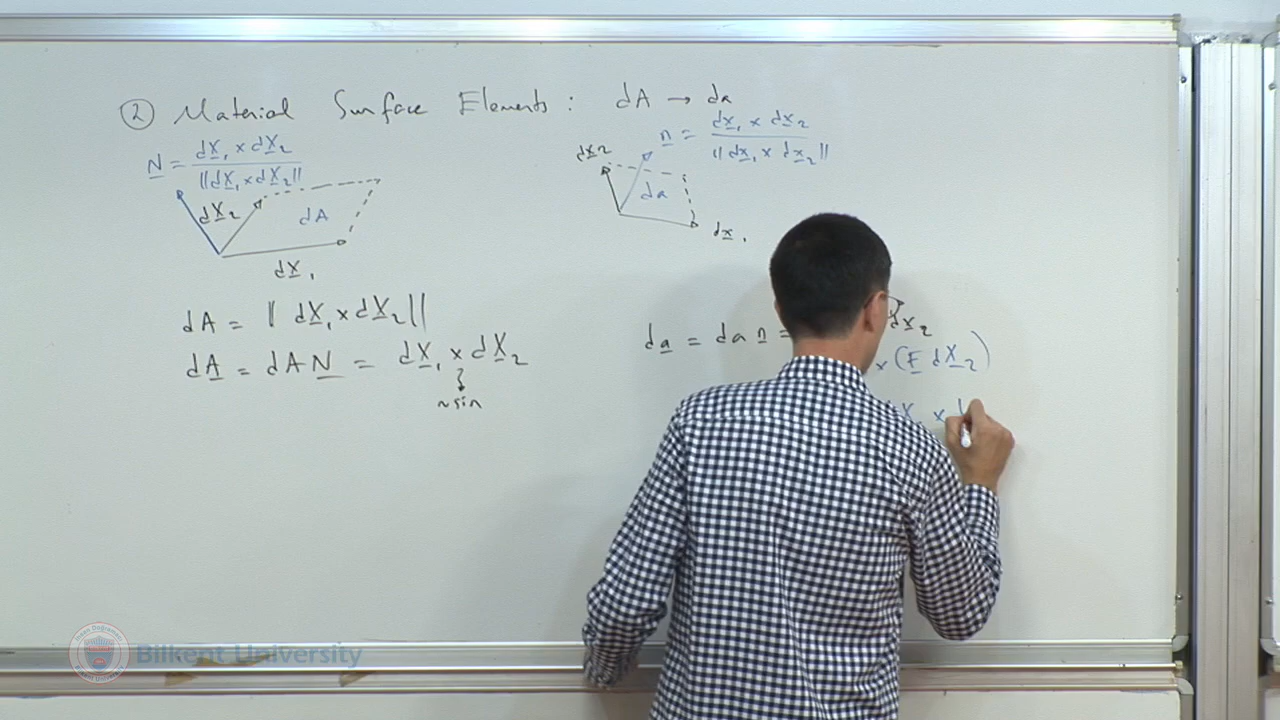 ② Material Surface Elements : dA → da
N = dX₁ × dX₂ / ||dX₁ × dX₂||
n = dx₁ × dx₂ / ||dx₁ × dx₂||
dX₂
dA
dX₁
dx₂
da
dx₁
dA = || dX₁ × dX₂ ||
dA = dA N = dX₁ × dX₂
~ sin
da = da n =
dx₂
× (F dX₂)
×
Bilkent University